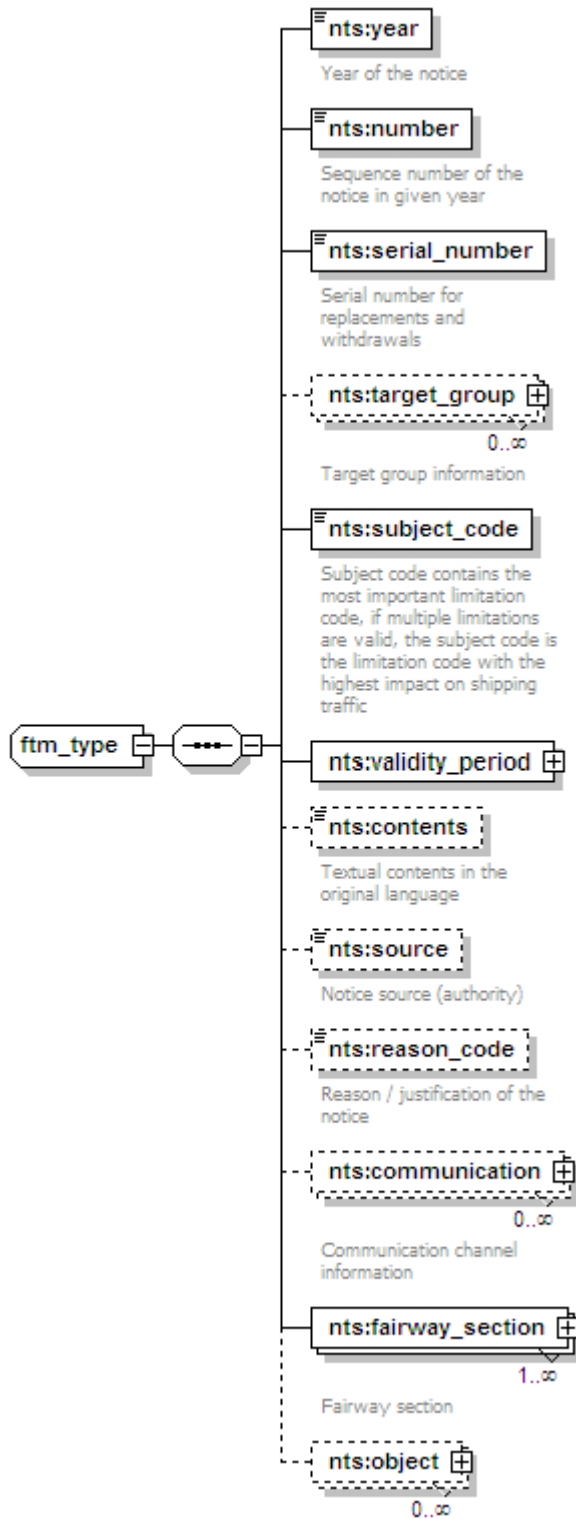 nts:year
Year of the notice
nts:number
Sequence number of the
notice in given year
nts:serial_number
Serial number for
replacements and
withdrawals
nts:target_group
0..∞
Target group information
nts:subject_code
Subject code contains the
most important limitation
code, if multiple limitations
are valid, the subject code is
the limitation code with the
highest impact on shipping
traffic
ftm_type
nts:validity_period
nts:contents
Textual contents in the
original language
nts:source
Notice source (authority)
nts:reason_code
Reason / justification of the
notice
nts:communication
0..∞
Communication channel
information
nts:fairway_section
1..∞
Fairway section
nts:object
0..∞